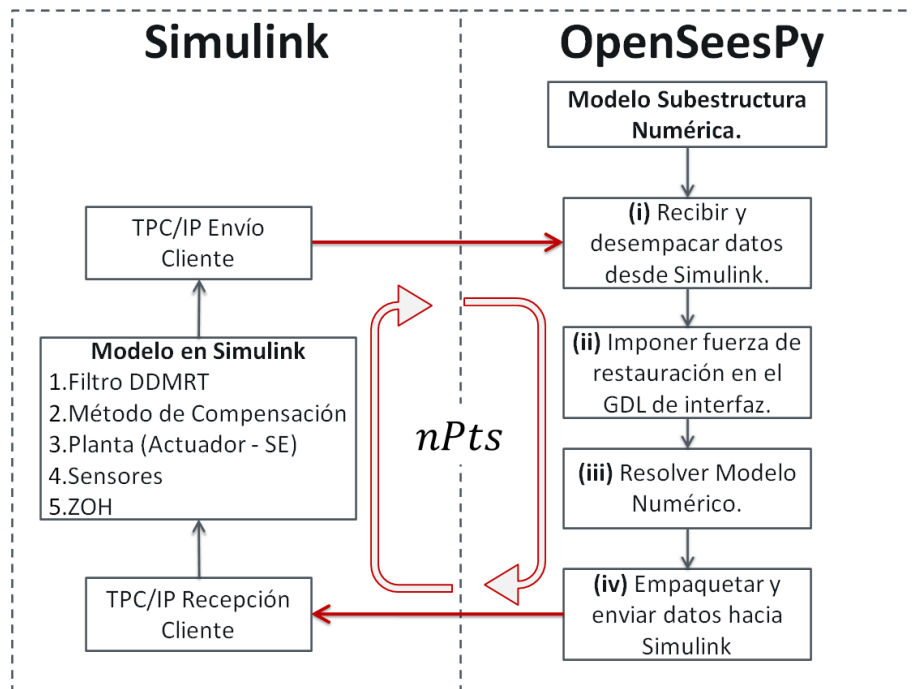 Simulink
TPC/IP Envío
Cliente
Modelo en Simulink
1.Filtro DDMRT
2.Método de Compensación
3.Planta (Actuador - SE)
4.Sensores
5.ZOH
TPC/IP Recepción
Cliente
nPts
OpenSeesPy
Modelo Subestructura
Numérica.
(i) Recibir y
desempacar datos
desde Simulink.
(ii) Imponer fuerza de
restauración en el
GDL de interfaz.
(iii) Resolver Modelo
Numérico.
(iv) Empaquetar y
enviar datos hacia
Simulink